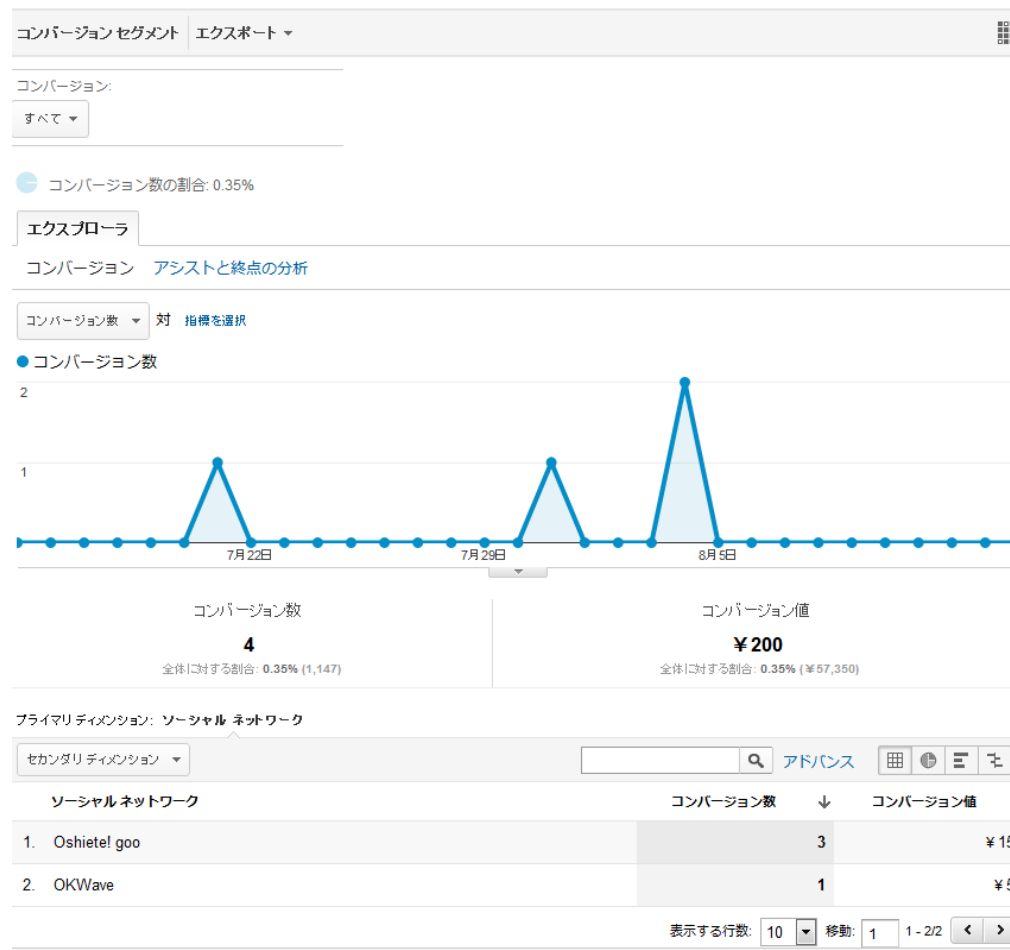 コンバージョン セグメント エクスポート
コンバージョン:
すべて
コンバージョン数の割合: 0.35%
エクスプローラ
コンバージョン アシストと終点の分析
コンバージョン数 対 指標を選択
コンバージョン数
2
1
7月22日 7月29日 8月5日
コンバージョン数 コンバージョン値
4 ¥200
全体に対する割合: 0.35% (1,147) 全体に対する割合: 0.35% (¥57,350)
プライマリ ディメンション: ソーシャル ネットワーク
セカンダリ ディメンション アドバンス
ソーシャル ネットワーク コンバージョン数 ↓ コンバージョン値
1. Oshiete! goo 3 ¥15
2. OKWave 1 ¥5
表示する行数: 10 移動: 1 1 - 2/2